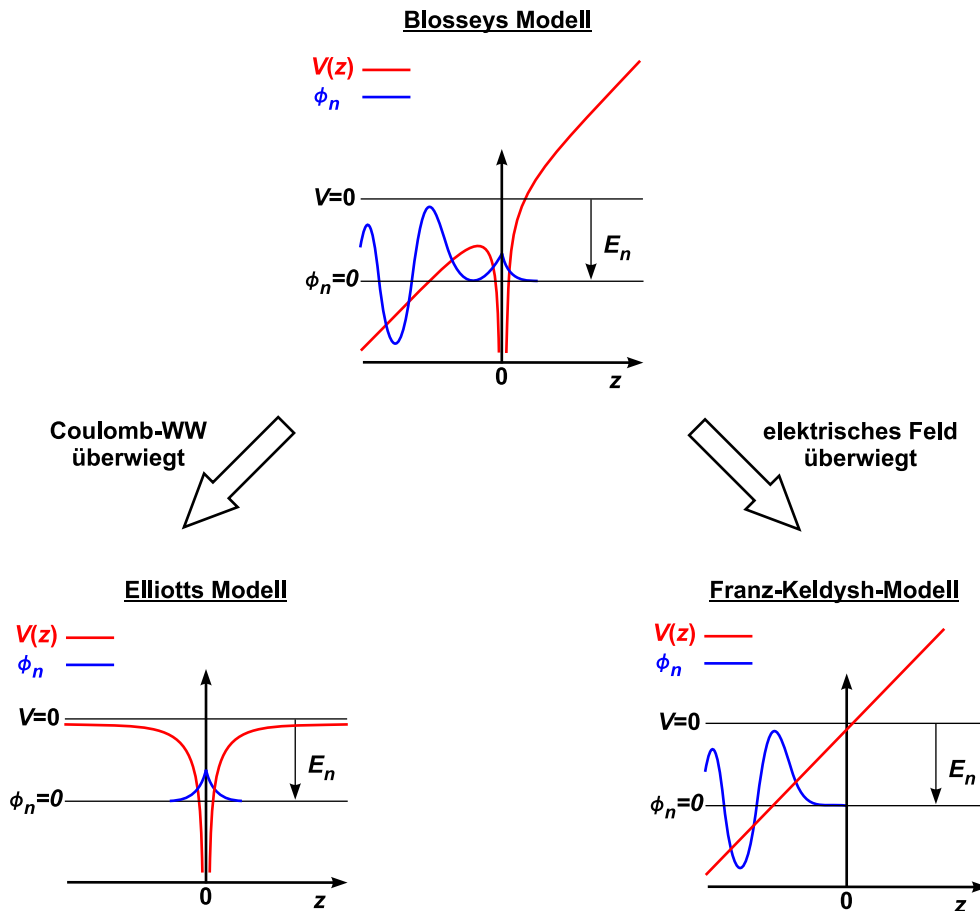 Blosseys Modell
V(z)
ϕn
V=0
En
ϕn=0
0
z
Coulomb-WW
überwiegt
elektrisches Feld
überwiegt
Elliotts Modell
V(z)
ϕn
V=0
En
ϕn=0
0
z
Franz-Keldysh-Modell
V(z)
ϕn
V=0
En
ϕn=0
0
z